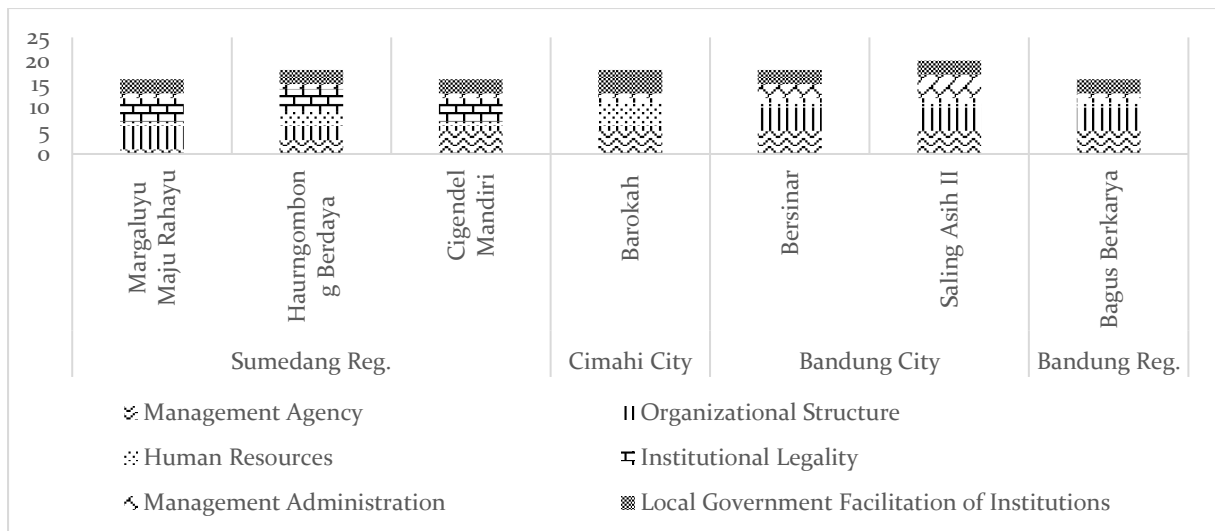 25
20
15
10
5
0
Margaluyu
Maju Rahayu
Haurngombon
g Berdaya
Cigendel
Mandiri
Barokah
Bersinar
Saling Asih II
Bagus Berkarya
Sumedang Reg.
Cimahi City
Bandung City
Bandung Reg.
Management Agency
Organizational Structure
Human Resources
Institutional Legality
Management Administration
Local Government Facilitation of Institutions